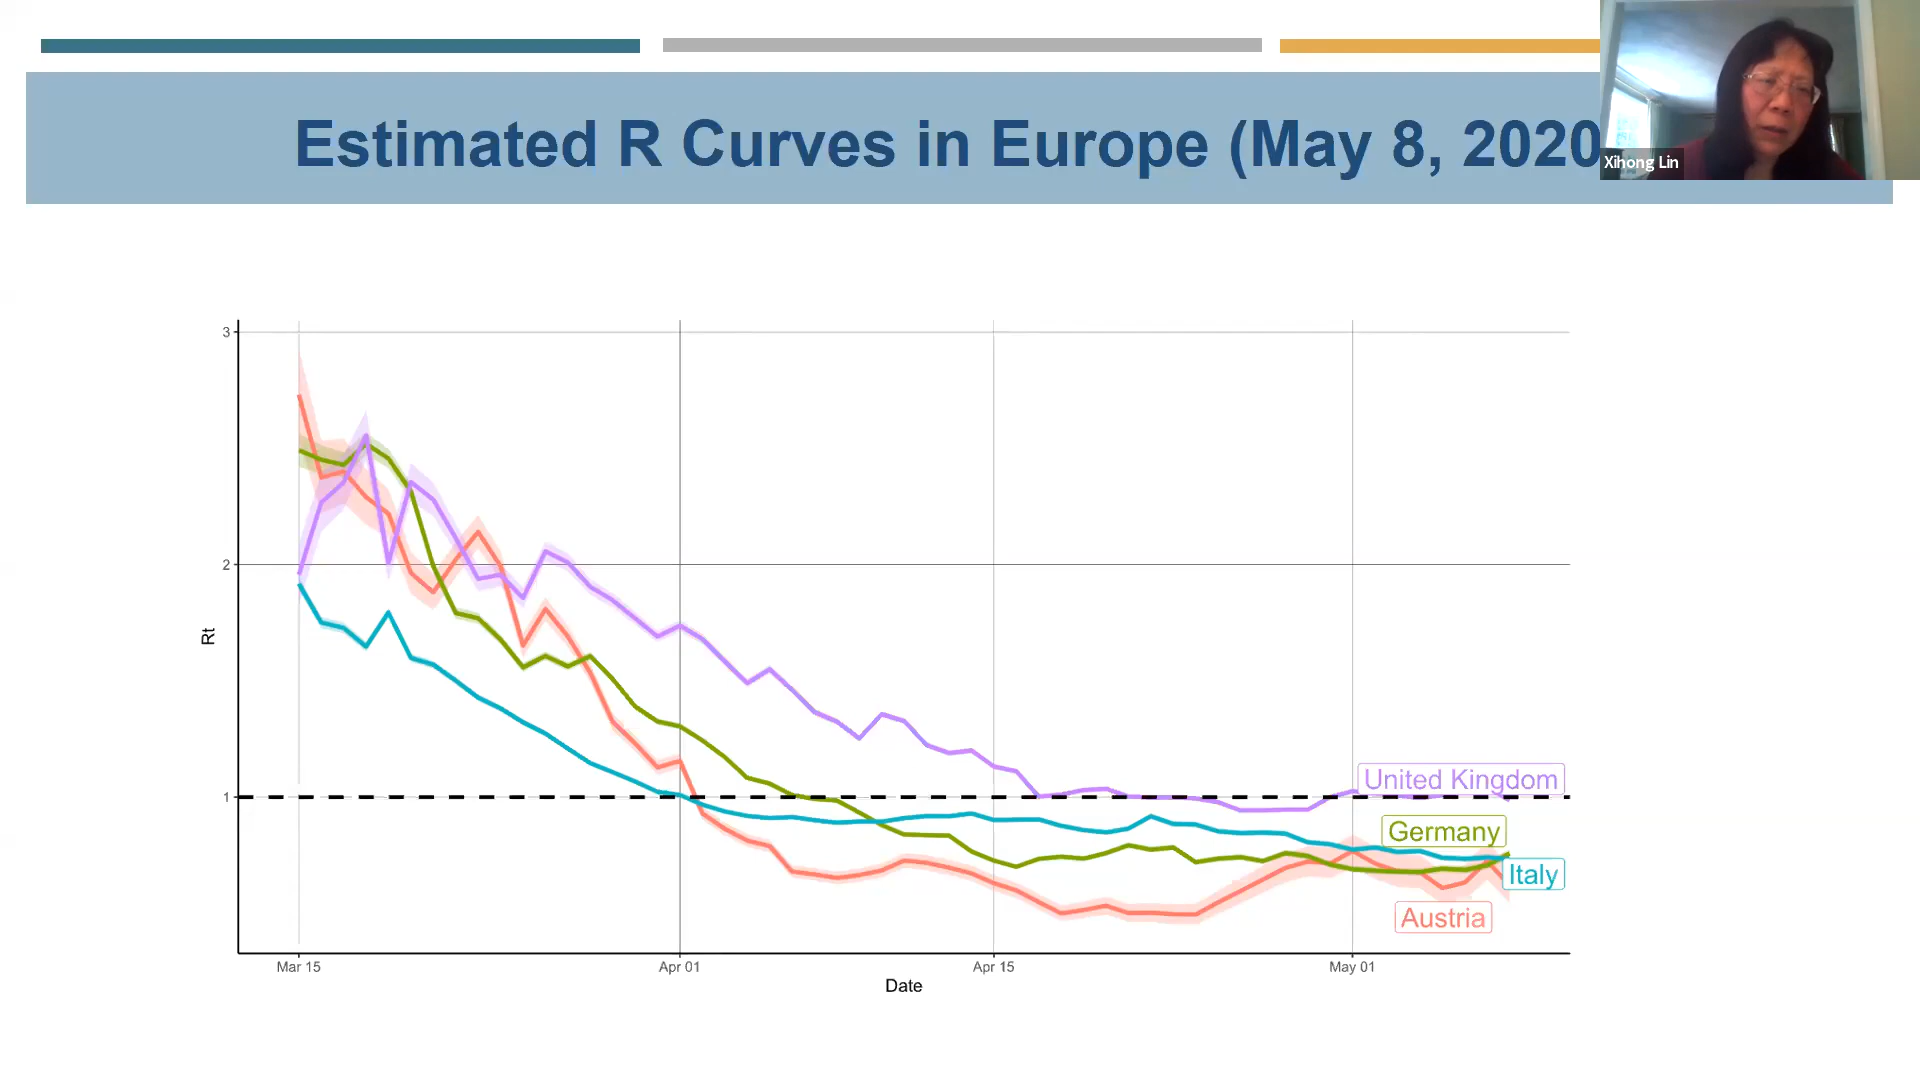 Estimated R Curves in Europe (May 8, 2020
Xihong Lin
3
2
1
Rt
United Kingdom
Germany
Italy
Austria
Mar 15
Apr 01
Apr 15
May 01
Date